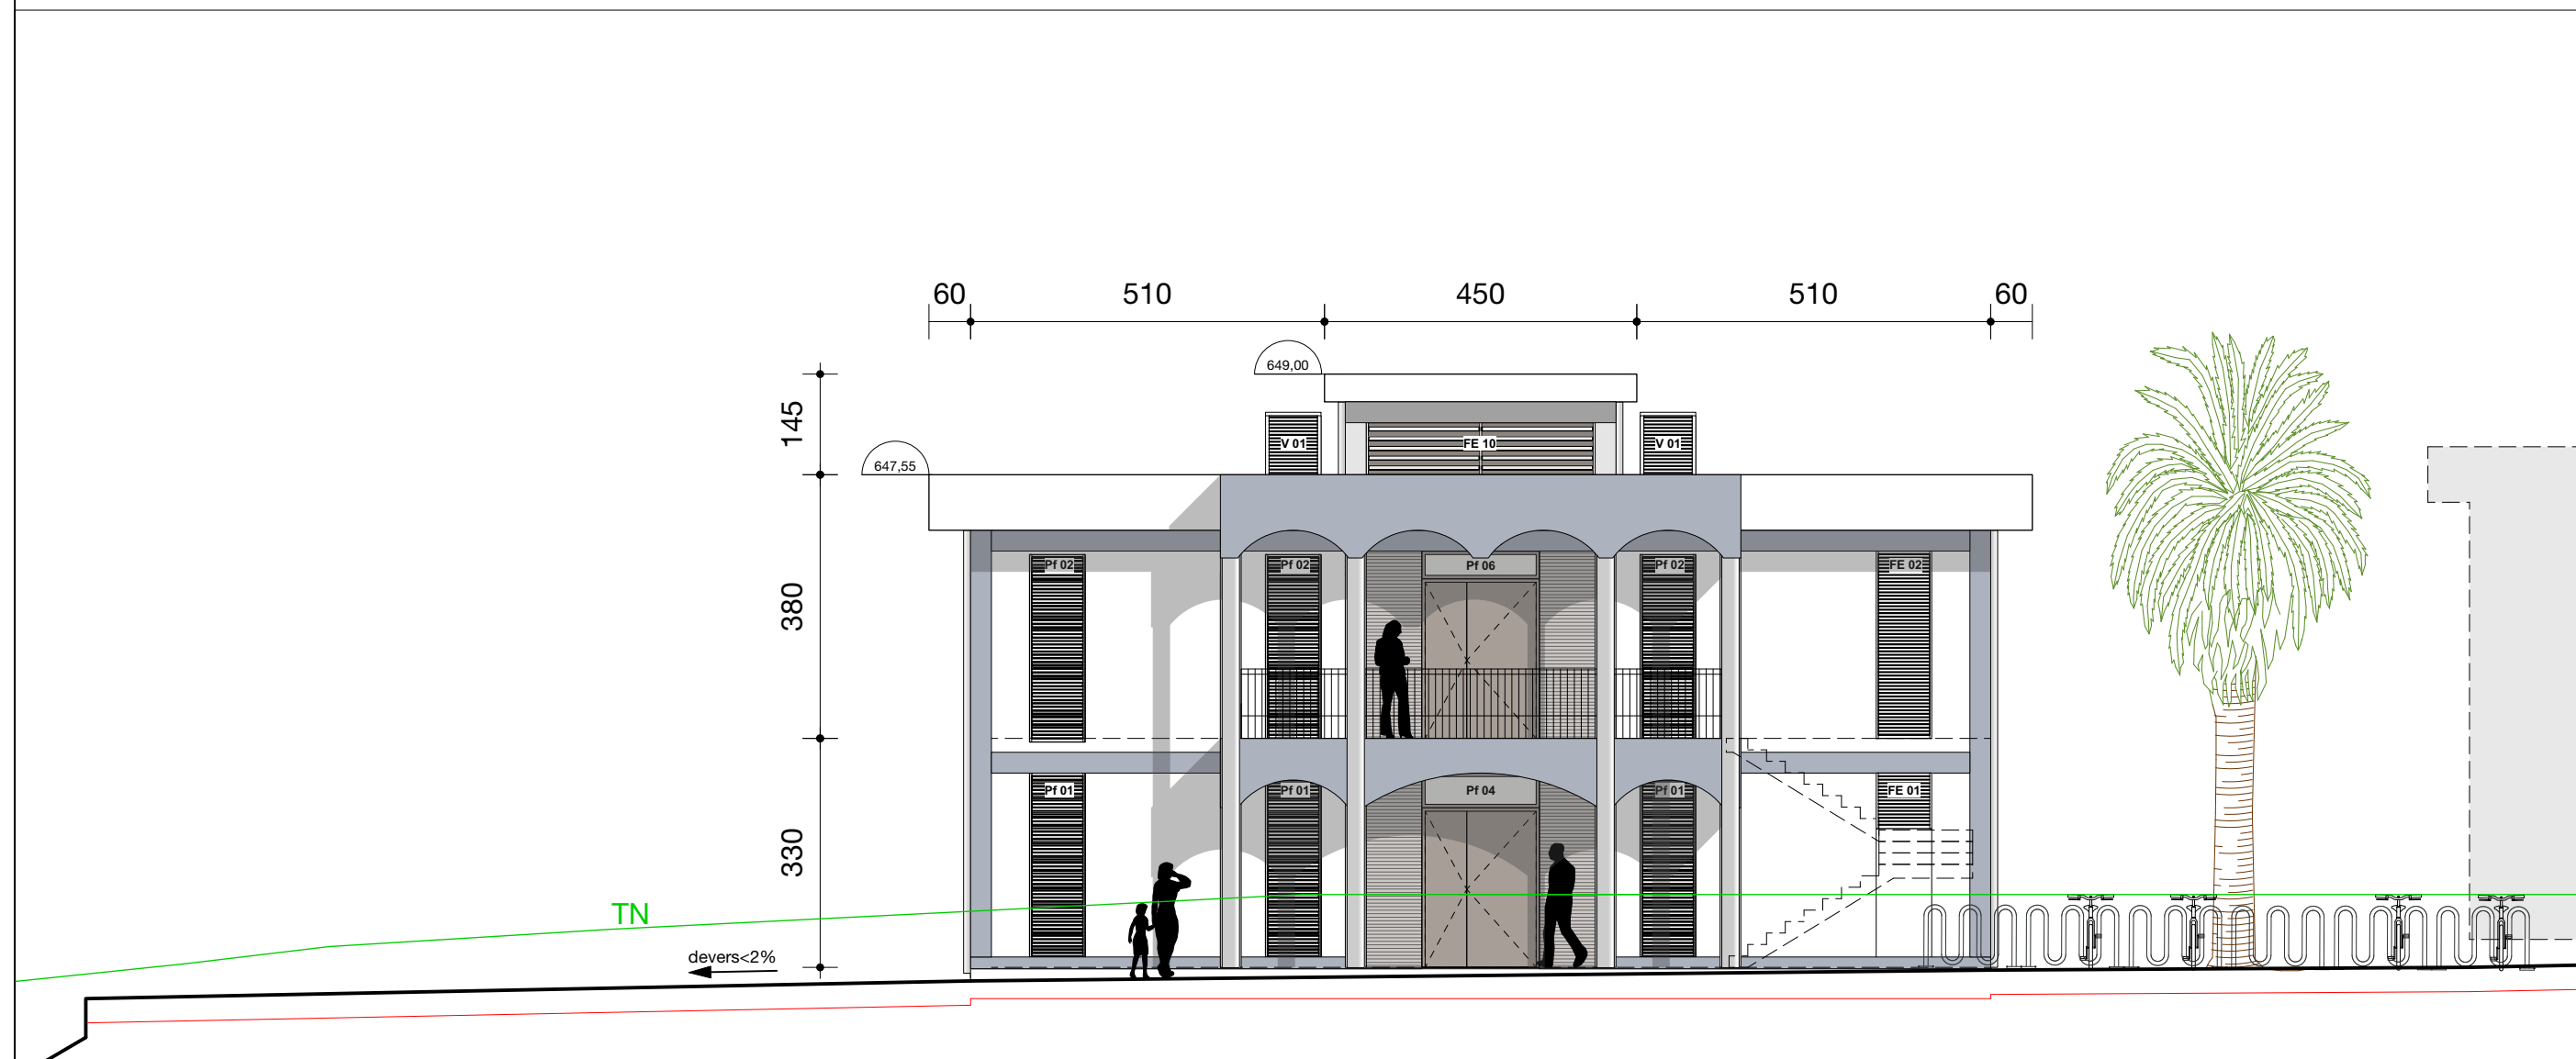 60 510 450 510 60
649,00
145
V 01 FE 10 V 01
647,55
Pf 02 Pf 02 Pf 06 Pf 02 FE 02
380
Pf 01 Pf 01 Pf 04 Pf 01 FE 01
330
TN
devers<2%